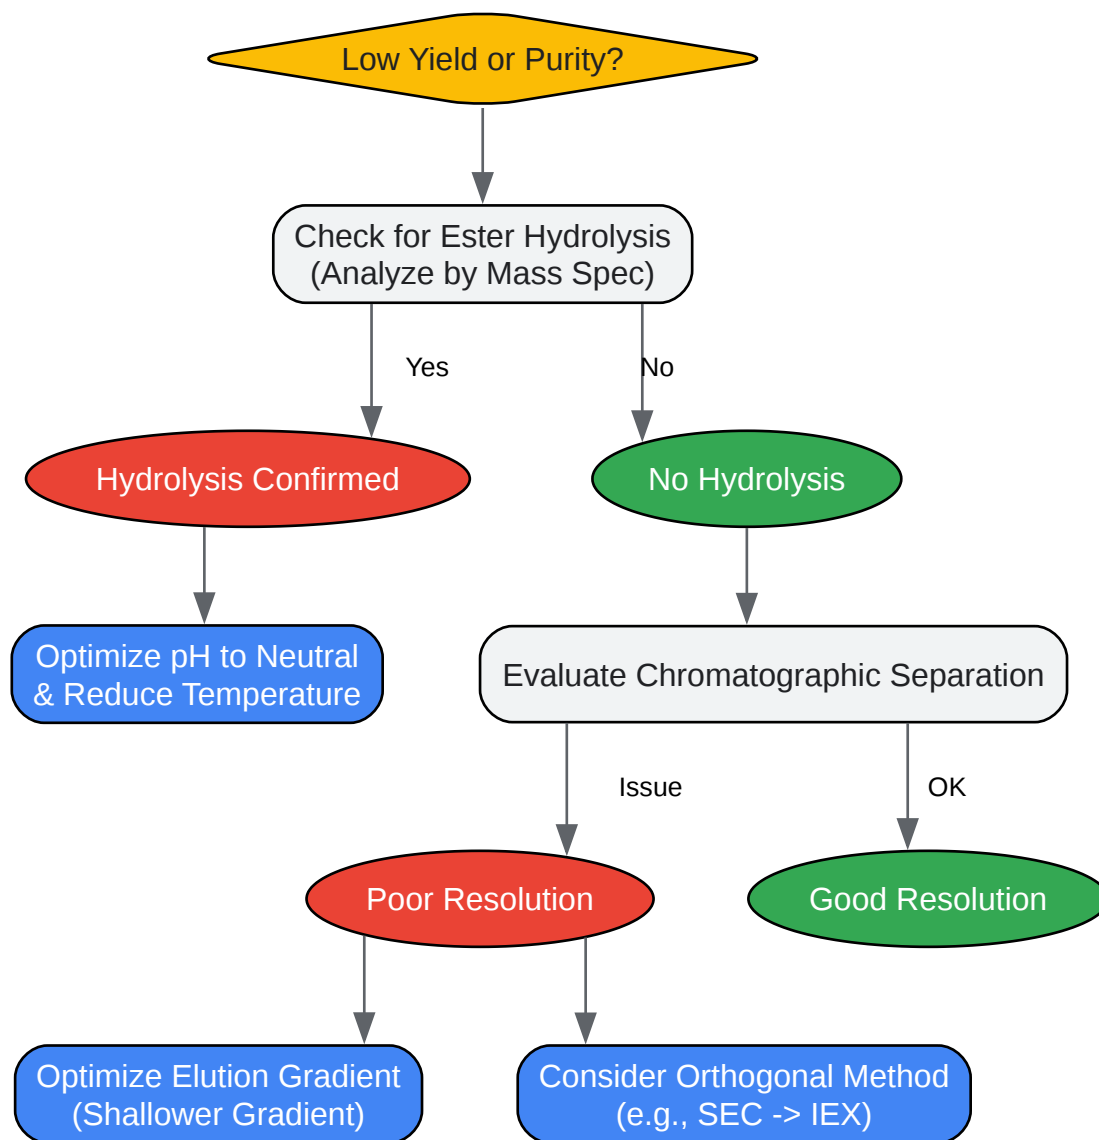 Low Yield or Purity?
Check for Ester Hydrolysis
(Analyze by Mass Spec)
Yes
No
Hydrolysis Confirmed
No Hydrolysis
Optimize pH to Neutral
& Reduce Temperature
Evaluate Chromatographic Separation
Issue
OK
Poor Resolution
Good Resolution
Optimize Elution Gradient
(Shallower Gradient)
Consider Orthogonal Method
(e.g., SEC -> IEX)